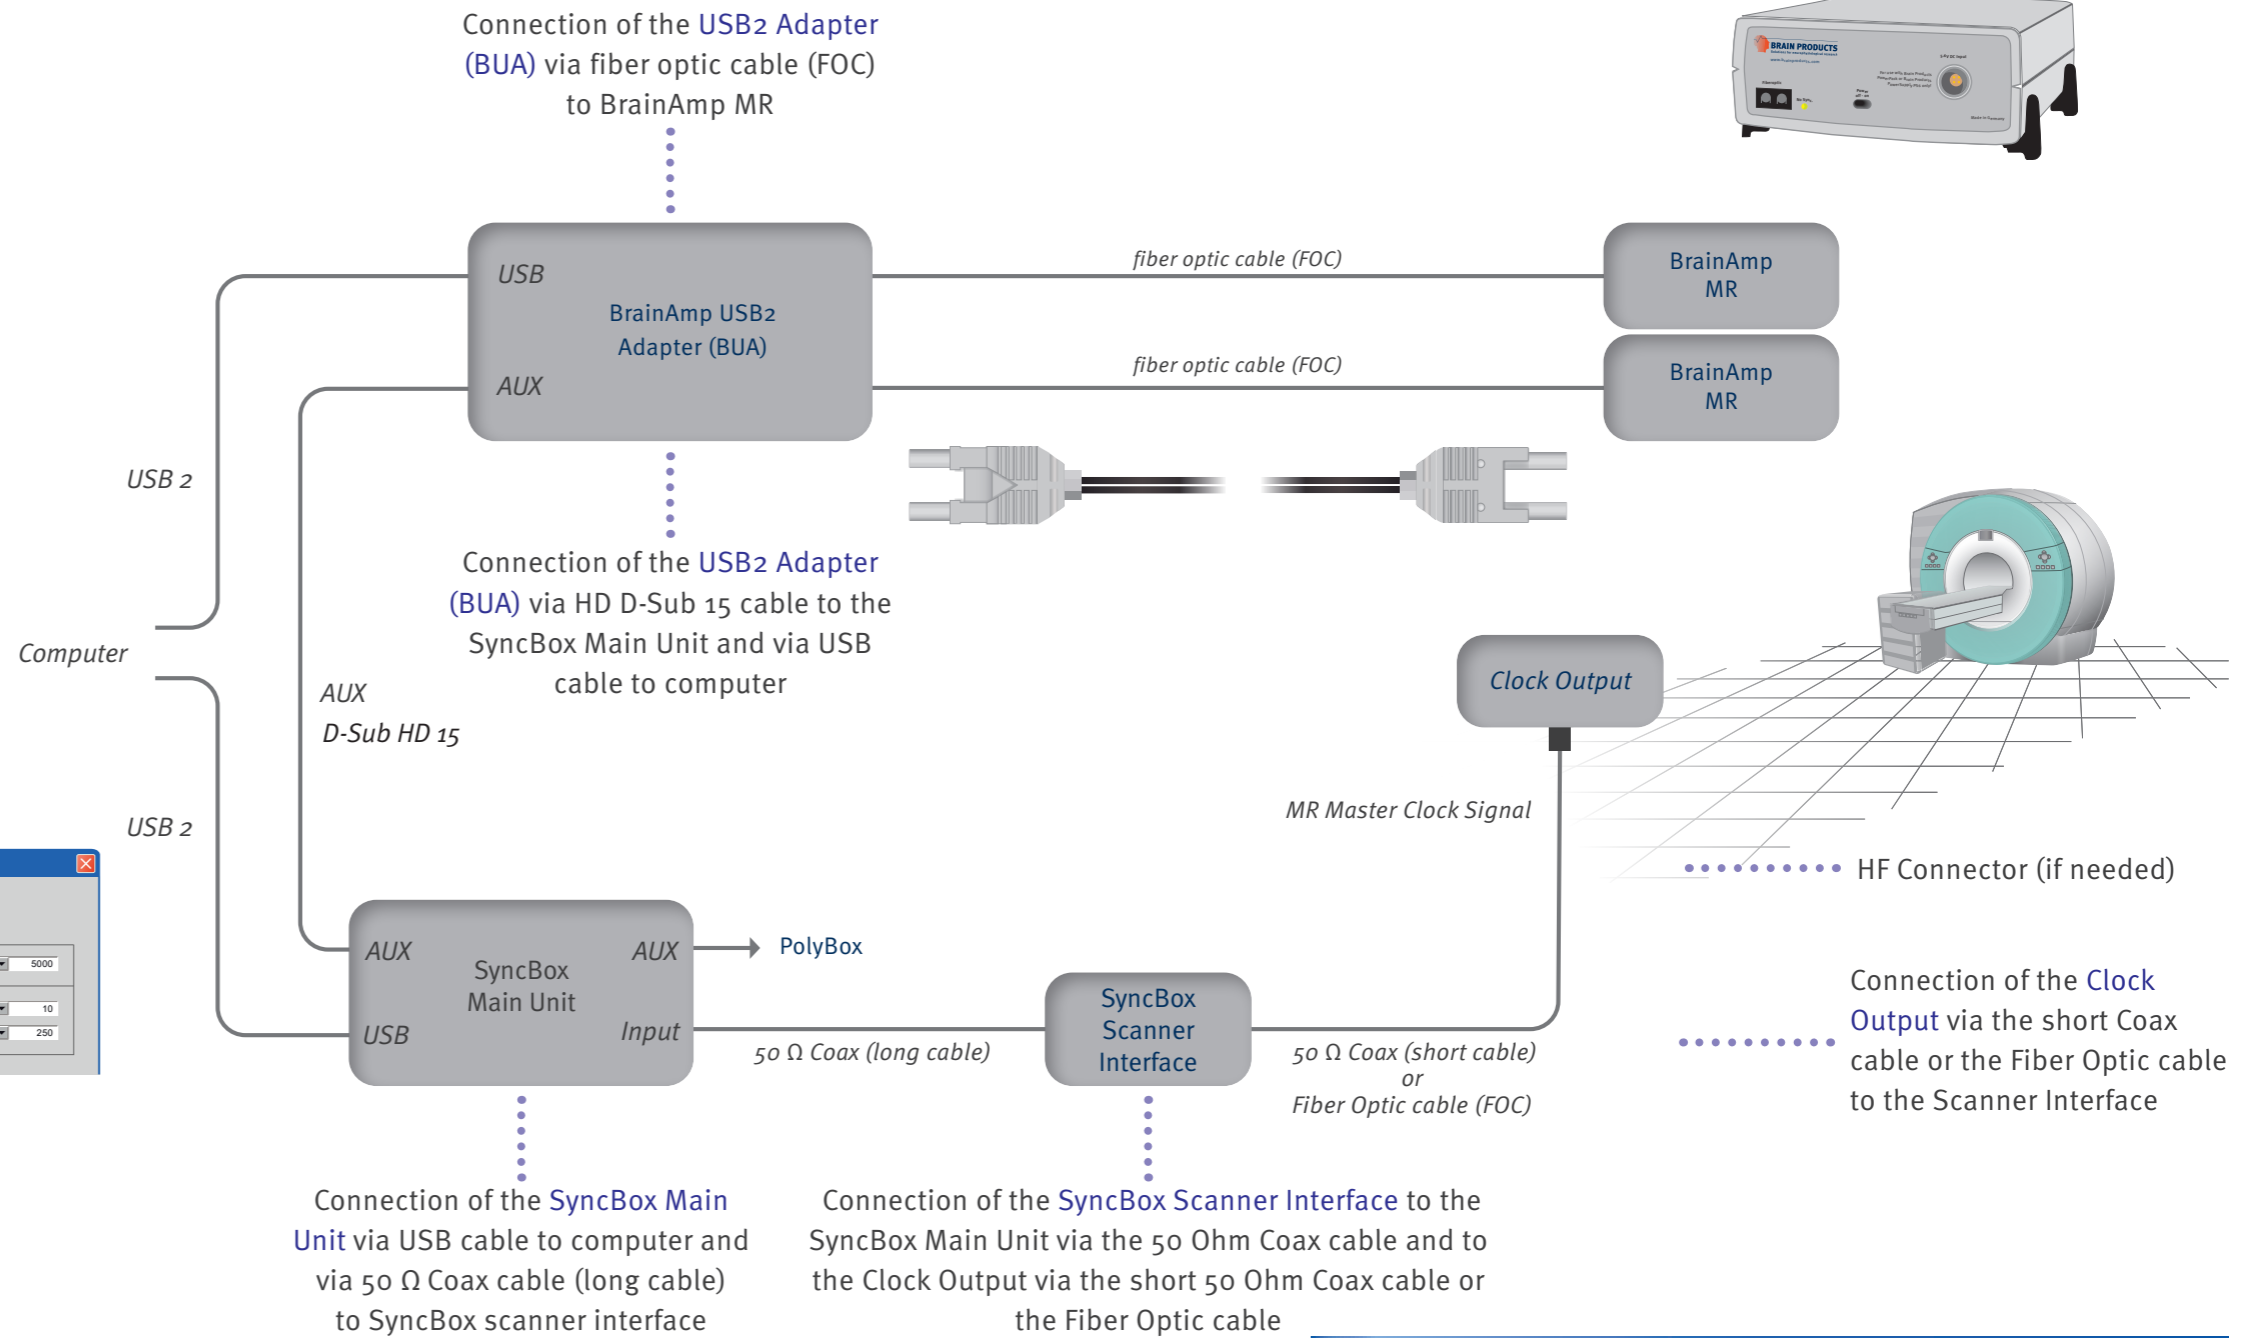 Connection of the USB2 Adapter
(BUA) via fiber optic cable (FOC)
to BrainAmp MR
BRAIN PRODUCTS
USB
BrainAmp USB2
Adapter (BUA)
AUX
fiber optic cable (FOC)
BrainAmp
MR
fiber optic cable (FOC)
BrainAmp
MR
USB 2
Connection of the USB2 Adapter
(BUA) via HD D-Sub 15 cable to the
SyncBox Main Unit and via USB
cable to computer
Computer
AUX
D-Sub HD 15
Clock Output
USB 2
MR Master Clock Signal
HF Connector (if needed)
5000
10
250
AUX
SyncBox
Main Unit
AUX
USB
Input
PolyBox
50 Ω Coax (long cable)
SyncBox
Scanner
Interface
50 Ω Coax (short cable)
or
Fiber Optic cable (FOC)
Connection of the Clock
Output via the short Coax
cable or the Fiber Optic cable
to the Scanner Interface
Connection of the SyncBox Main
Unit via USB cable to computer and
via 50 Ω Coax cable (long cable)
to SyncBox scanner interface
Connection of the SyncBox Scanner Interface to the
SyncBox Main Unit via the 50 Ohm Coax cable and to
the Clock Output via the short 50 Ohm Coax cable or
the Fiber Optic cable